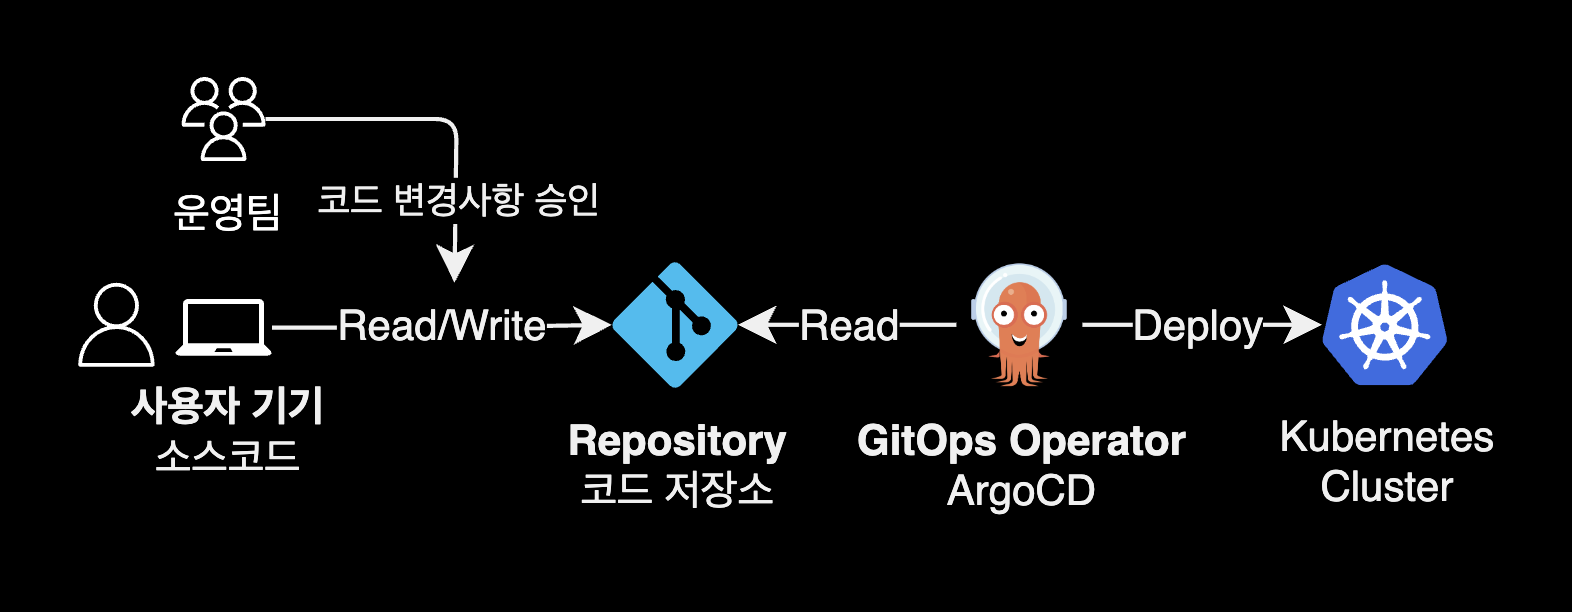 운영팀
코드 변경사항 승인
Read/Write
Read
Deploy
사용자 기기
소스코드
Repository
코드 저장소
GitOps Operator
ArgoCD
Kubernetes
Cluster